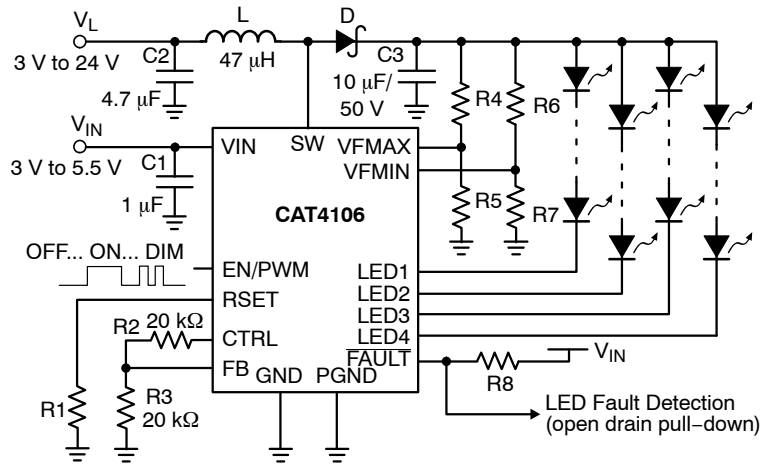 VL
L
D
3 V to 24 V
C2
47 μH
C3
4.7 μF
10 μF/
50 V
R4
R6
VIN
3 V to 5.5 V
C1
1 μF
VIN
SW
VFMAX
VFMIN
CAT4106
R5
R7
OFF... ON... DIM
EN/PWM
LED1
RSET
LED2
R2
20 kΩ
CTRL
LED3
LED4
FAULT
FB
GND
PGND
VIN
R8
R1
R3
20 kΩ
LED Fault Detection
(open drain pull−down)